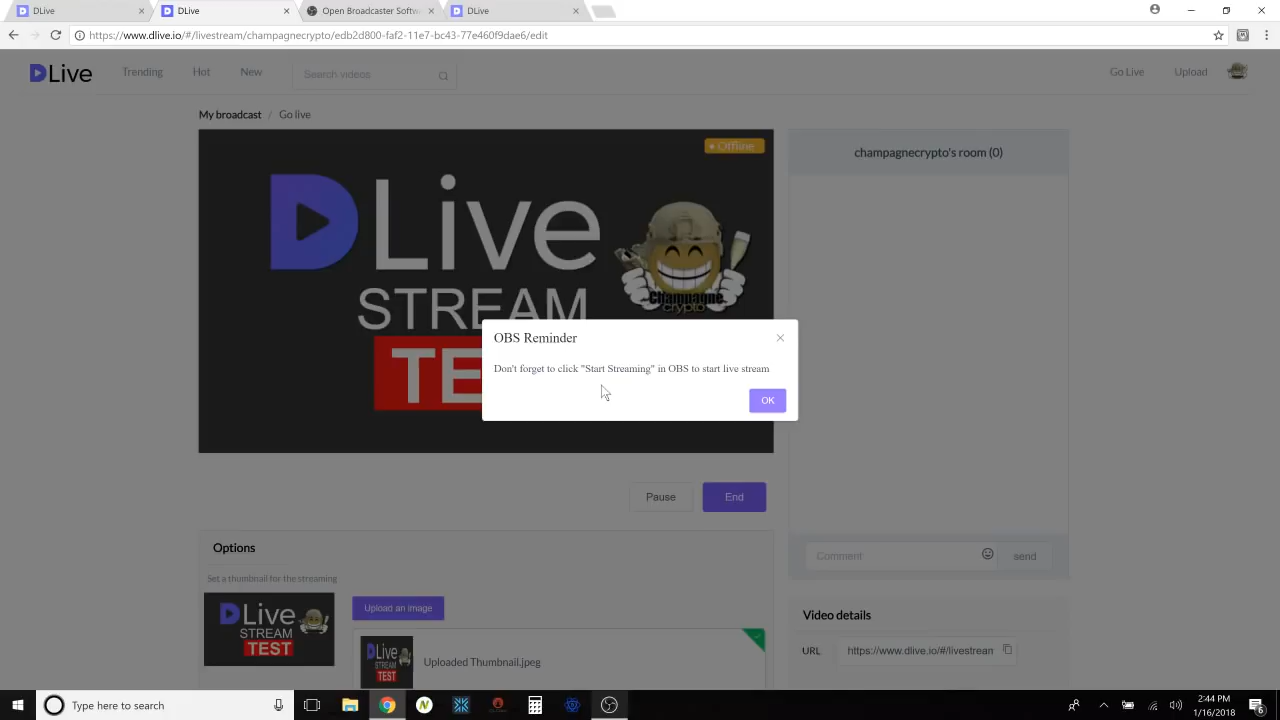 DLive
DLive
Open Broadcaster Softw
DLive
https://www.dlive.io/#/livestream/champagnecrypto/edb2d800-faf2-11e7-bc43-77e460f9dae6/edit
DLive
Trending
Hot
New
Search videos
Go Live
Upload
My broadcast / Go live
Offline
champagnecrypto's room (0)
DLive
STREAM
TE
Champagne
crypto
OBS Reminder
Don't forget to click "Start Streaming" in OBS to start live stream
OK
Pause
End
Options
Comment
send
Set a thumbnail for the streaming
DLive
STREAM
TEST
Upload an image
DLive
STREAM
TEST
Uploaded Thumbnail.jpeg
Video details
URL
https://www.dlive.io/#/livestream
Type here to search
2:44 PM
1/16/2018
6